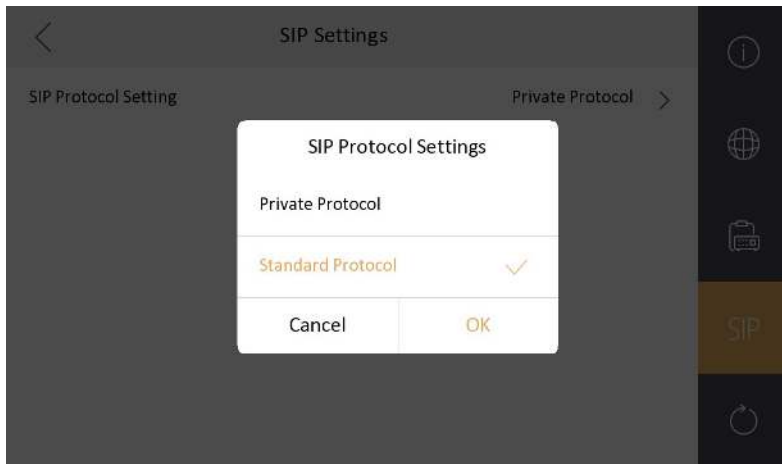 SIP Settings
SIP Protocol Setting Private Protocol
SIP Protocol Settings
Private Protocol
Standard Protocol
Cancel OK
SIP